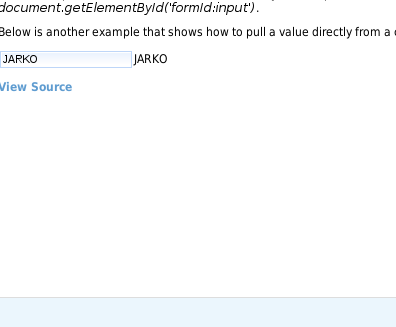 document.getElementById('formId:input').
Below is another example that shows how to pull a value directly from a
JARKO JARKO
View Source